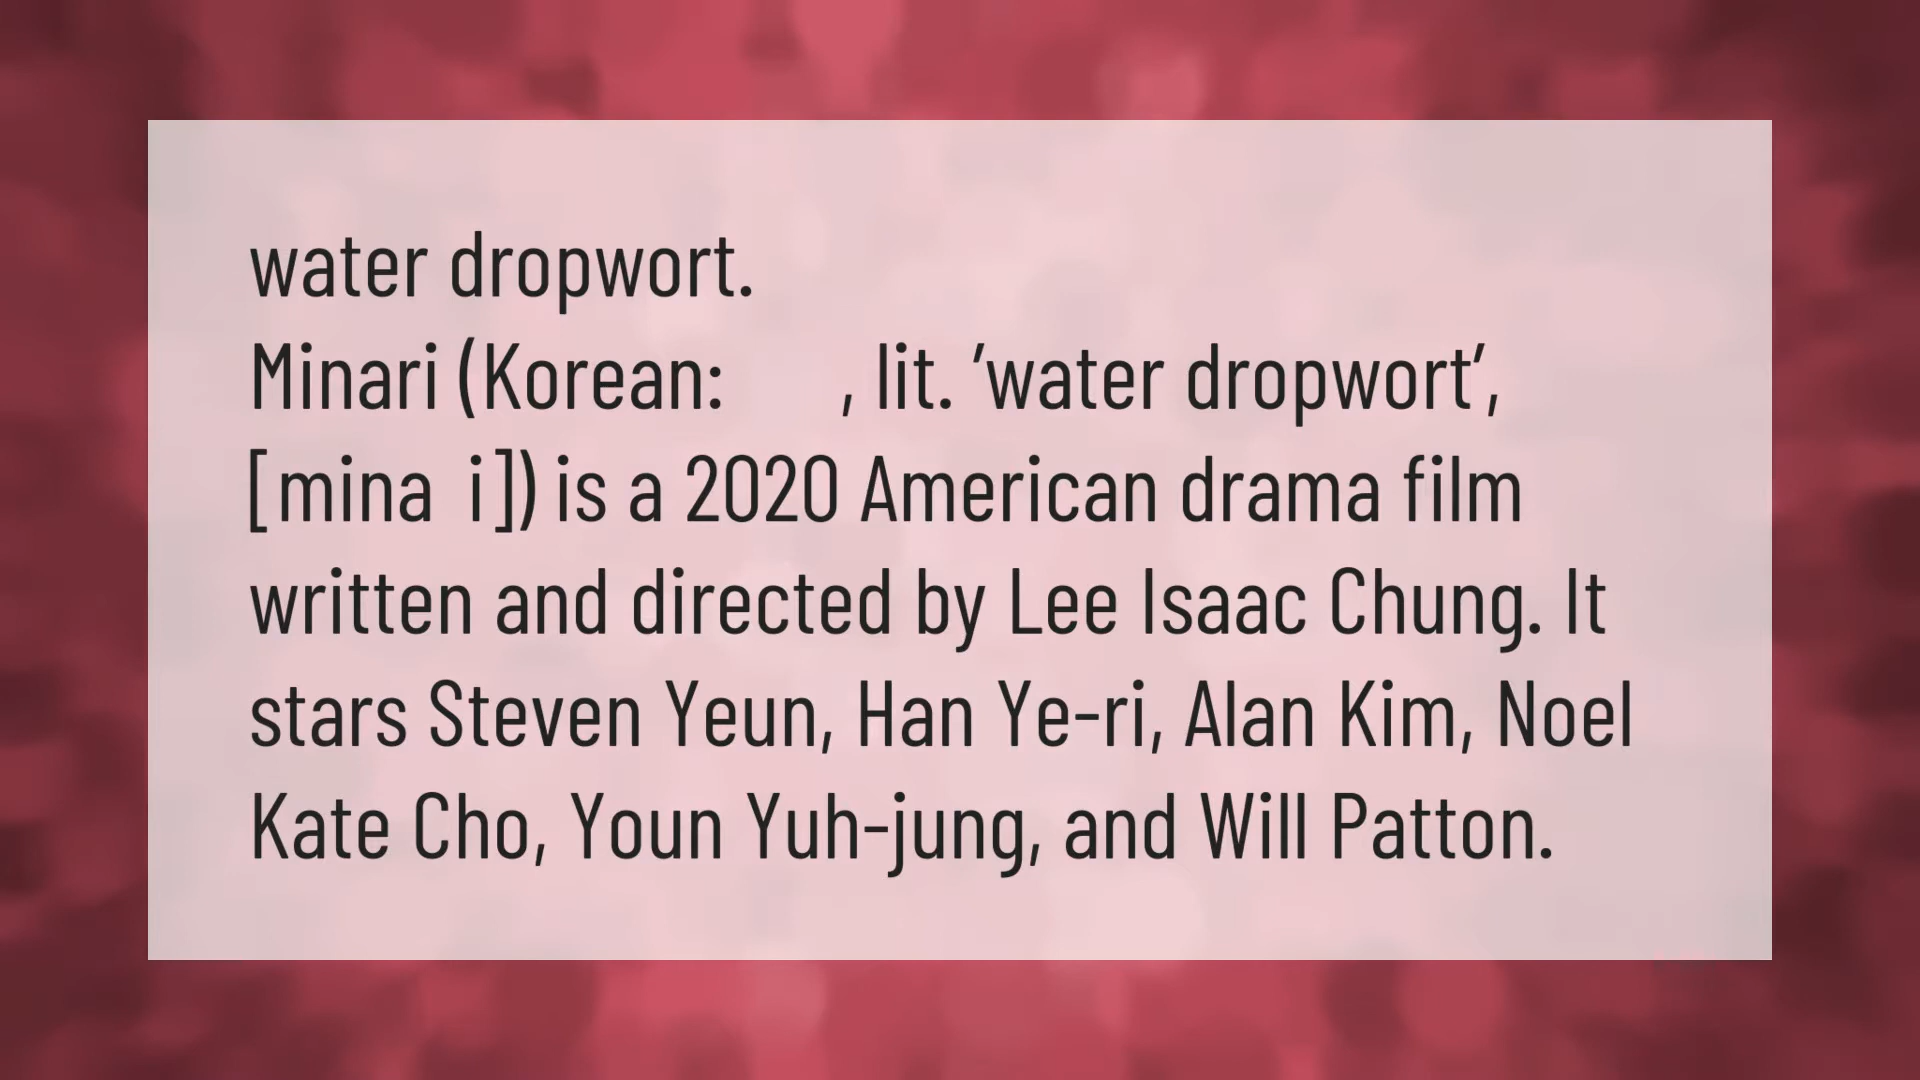 water dropwort.
Minari (Korean: , lit. ’water dropwort’,
[mina i]) is a 2020 American drama film
written and directed by Lee Isaac Chung. It
stars Steven Yeun, Han Ye-ri, Alan Kim, Noel
Kate Cho, Youn Yuh-jung, and Will Patton.